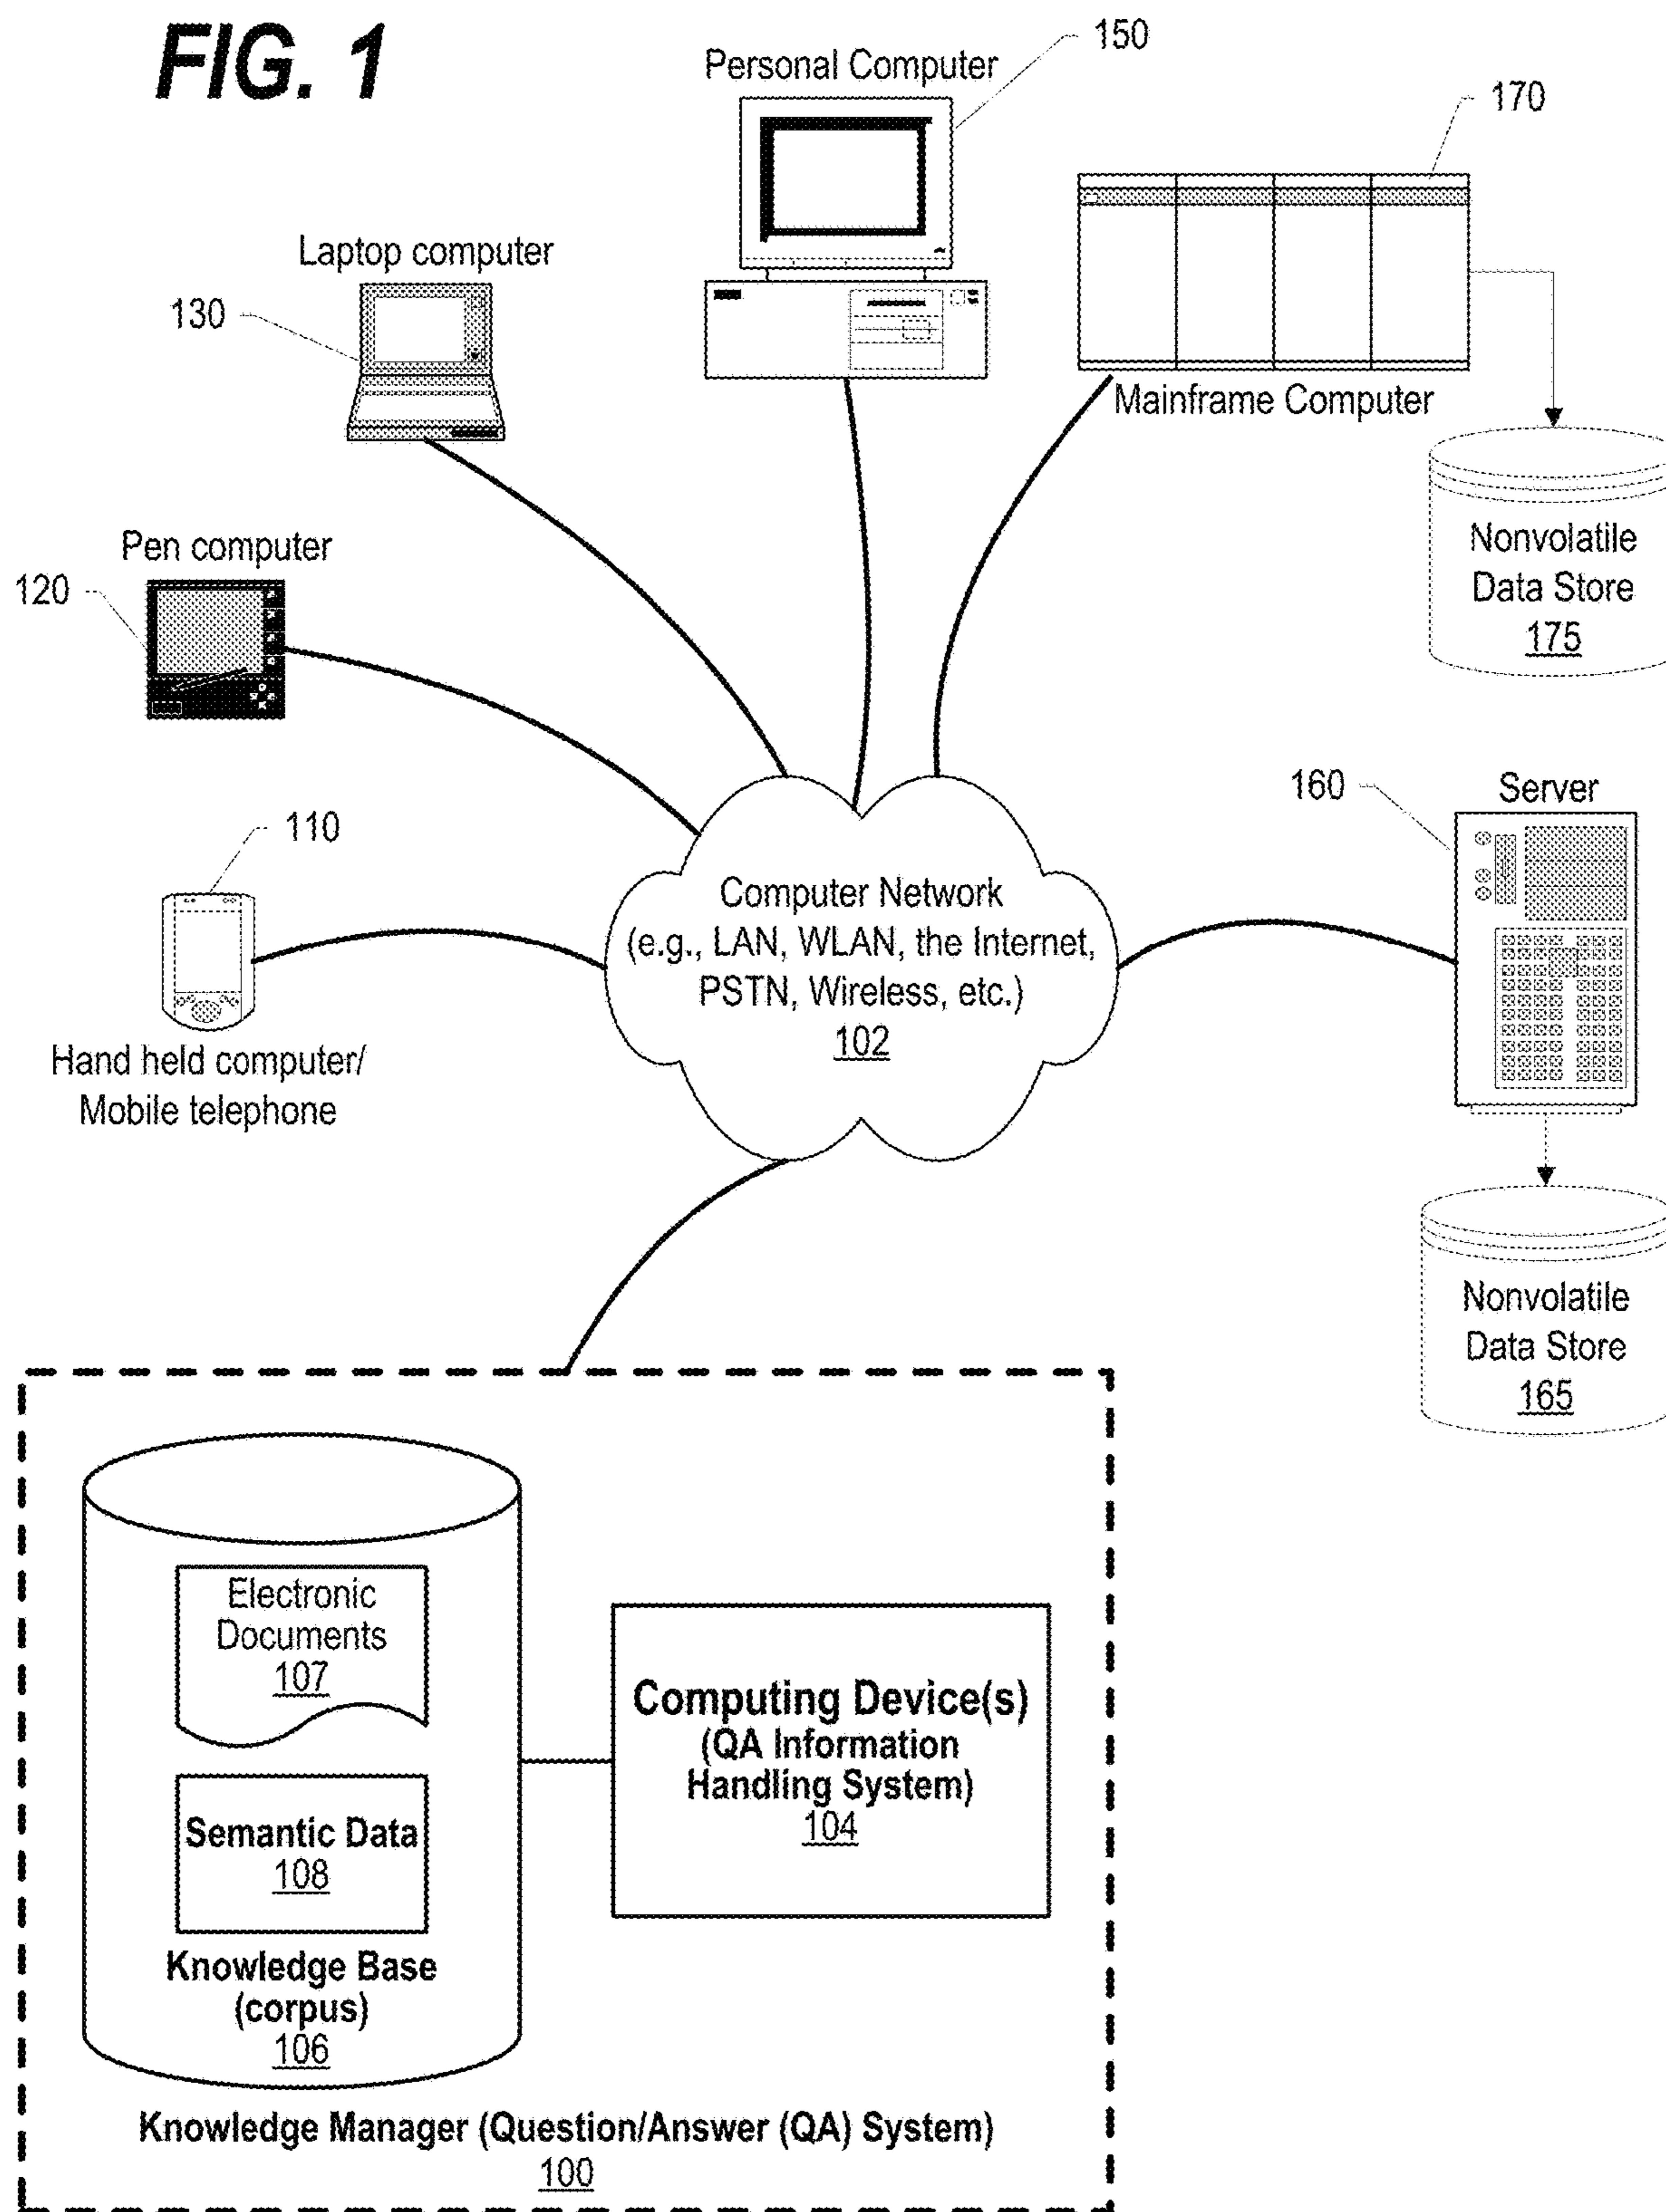 FIG. 1
Personal Computer
150
170
Laptop computer
130
Mainframe Computer
Nonvolatile
Data Store
175
Pen computer
120
160
Server
110
Computer Network
(e.g., LAN, WLAN, the Internet,
PSTN, Wireless, etc.)
102
Hand held computer/
Mobile telephone
Nonvolatile
Data Store
165
Electronic
Documents
107
Semantic Data
108
Knowledge Base
(corpus)
106
Computing Device(s)
(QA Information
Handling System)
104
Knowledge Manager (Question/Answer (QA) System)
100